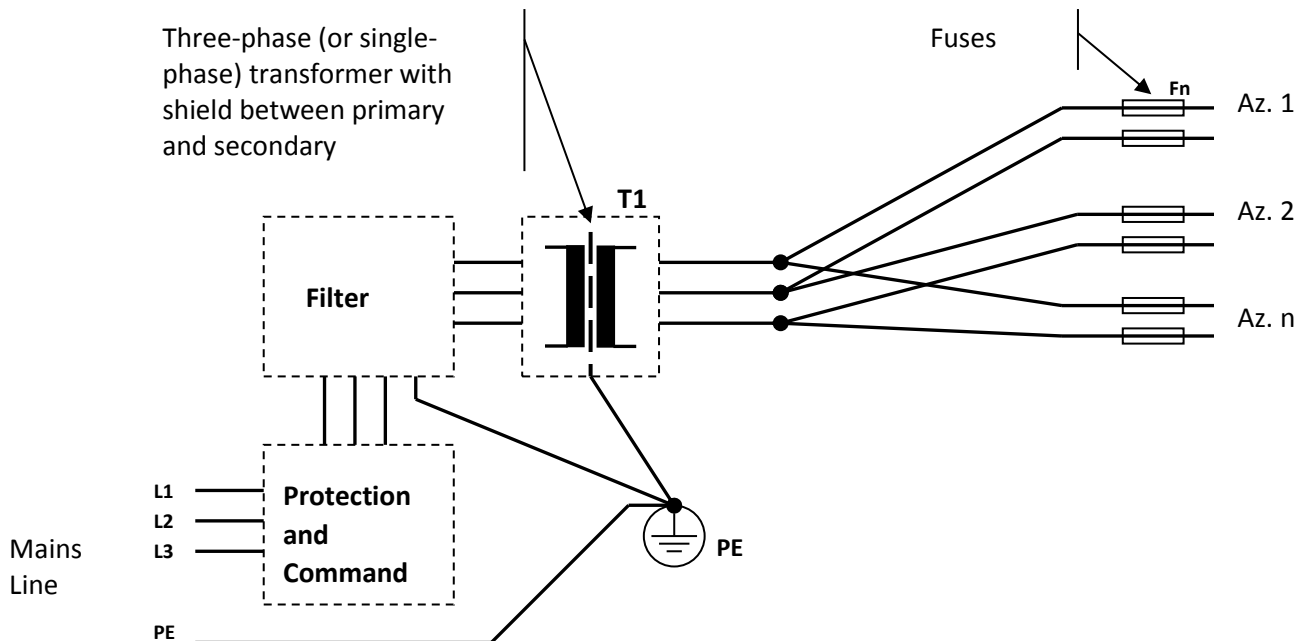 Three-phase (or single-
phase) transformer with
shield between primary
and secondary
Fuses
Fn
Az. 1
Az. 2
Az. n
T1
Filter
L1
L2
L3
Protection
and
Command
Mains
Line
PE
PE